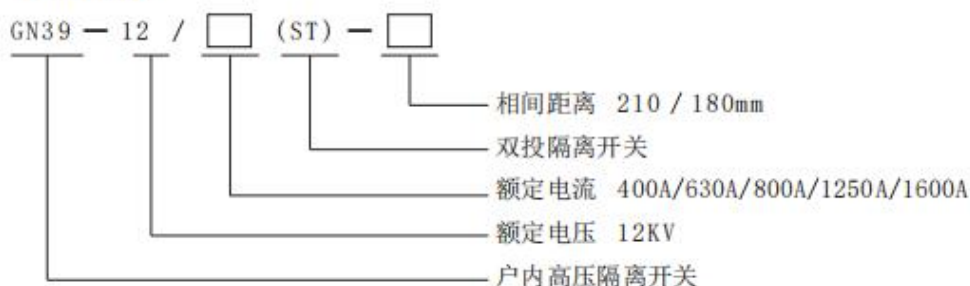 GN39－12/□(ST)－□
相间距离 210/180mm
双投隔离开关
额定电流 400A/630A/800A/1250A/1600A
额定电压 12KV
户内高压隔离开关